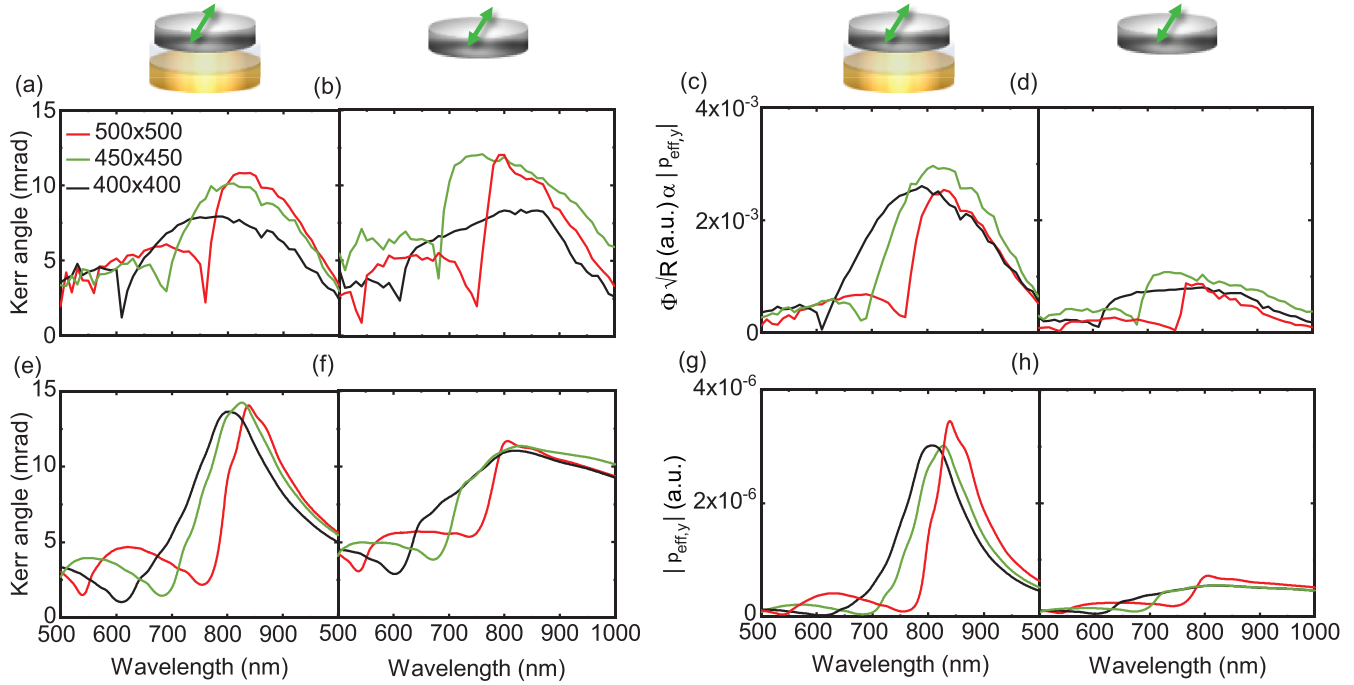 (a)
(b)
(c)
(d)
15
10
5
0
Kerr angle (mrad)
500x500
450x450
400x400
4x10-3
2x10-3
0
Φ √R (a.u.) α | peff,y|
(e)
(f)
(g)
(h)
15
10
5
0
Kerr angle (mrad)
500 600 700 800 900 500 600 700 800 900 1000
Wavelength (nm)
Wavelength (nm)
4x10-6
2x10-6
0
| peff,y| (a.u.)
500 600 700 800 900 500 600 700 800 900 1000
Wavelength (nm)
Wavelength (nm)